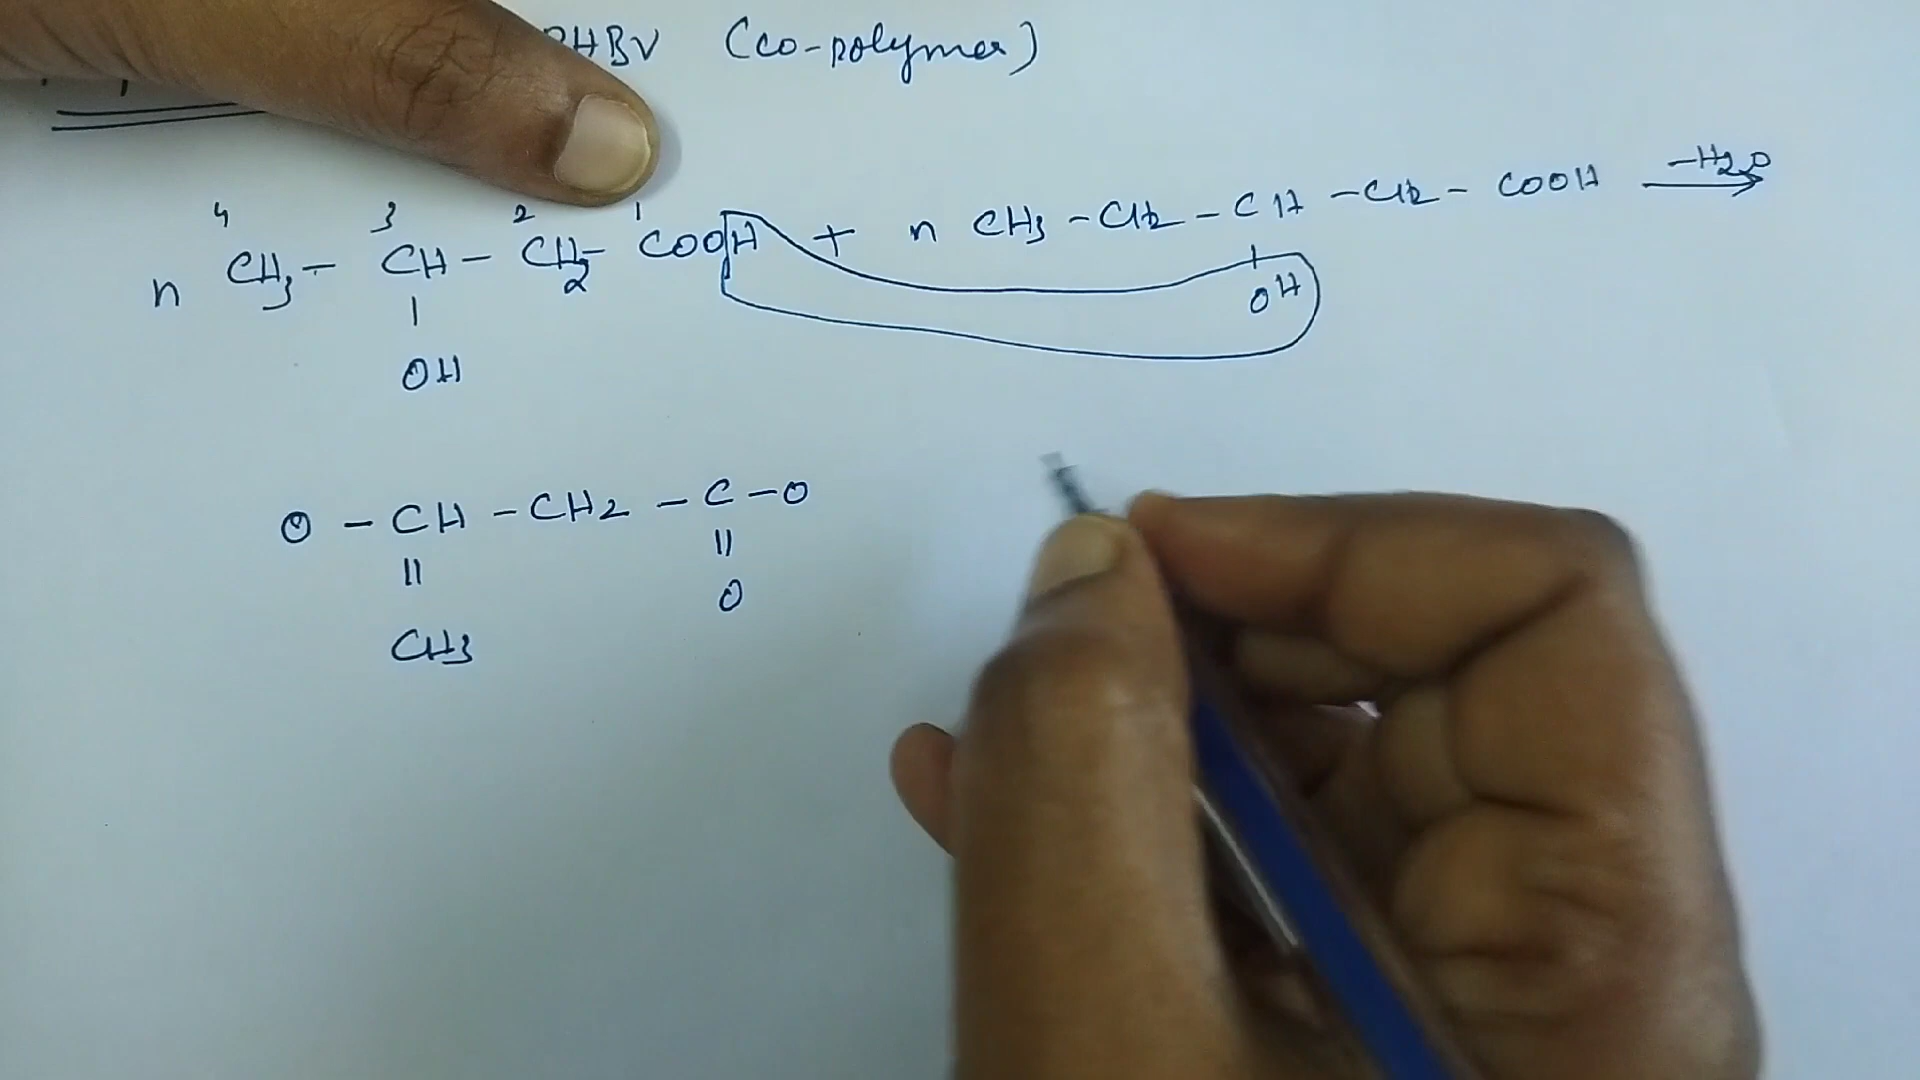 PHBV (co-polymer)
4 3 2 1
n CH3 - CH - CH2 - COOH + n CH3 - CH2 - CH - CH2 - COOH -H2O →
| |
OH OH
O - CH - CH2 - C - O
|| ||
CH3 O